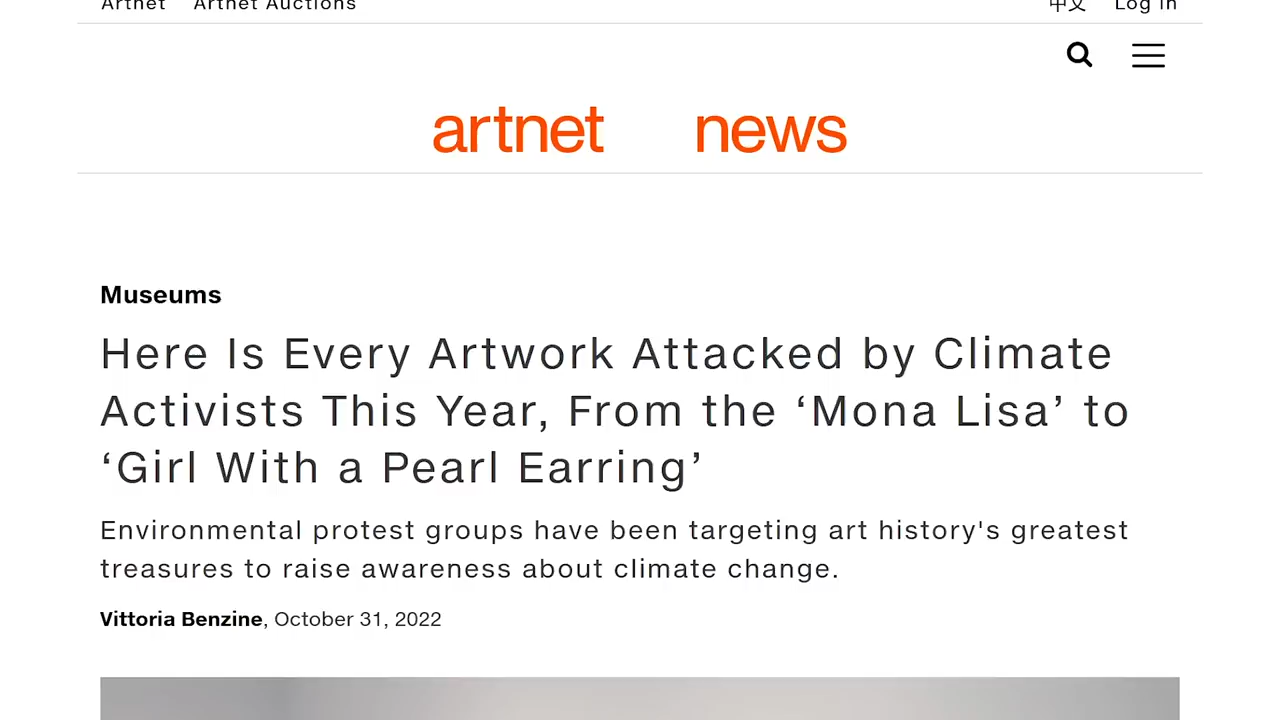 Artnet Artnet Auctions 中文 Log In
artnet news
Museums
Here Is Every Artwork Attacked by Climate
Activists This Year, From the ‘Mona Lisa’ to
‘Girl With a Pearl Earring’
Environmental protest groups have been targeting art history's greatest
treasures to raise awareness about climate change.
Vittoria Benzine, October 31, 2022